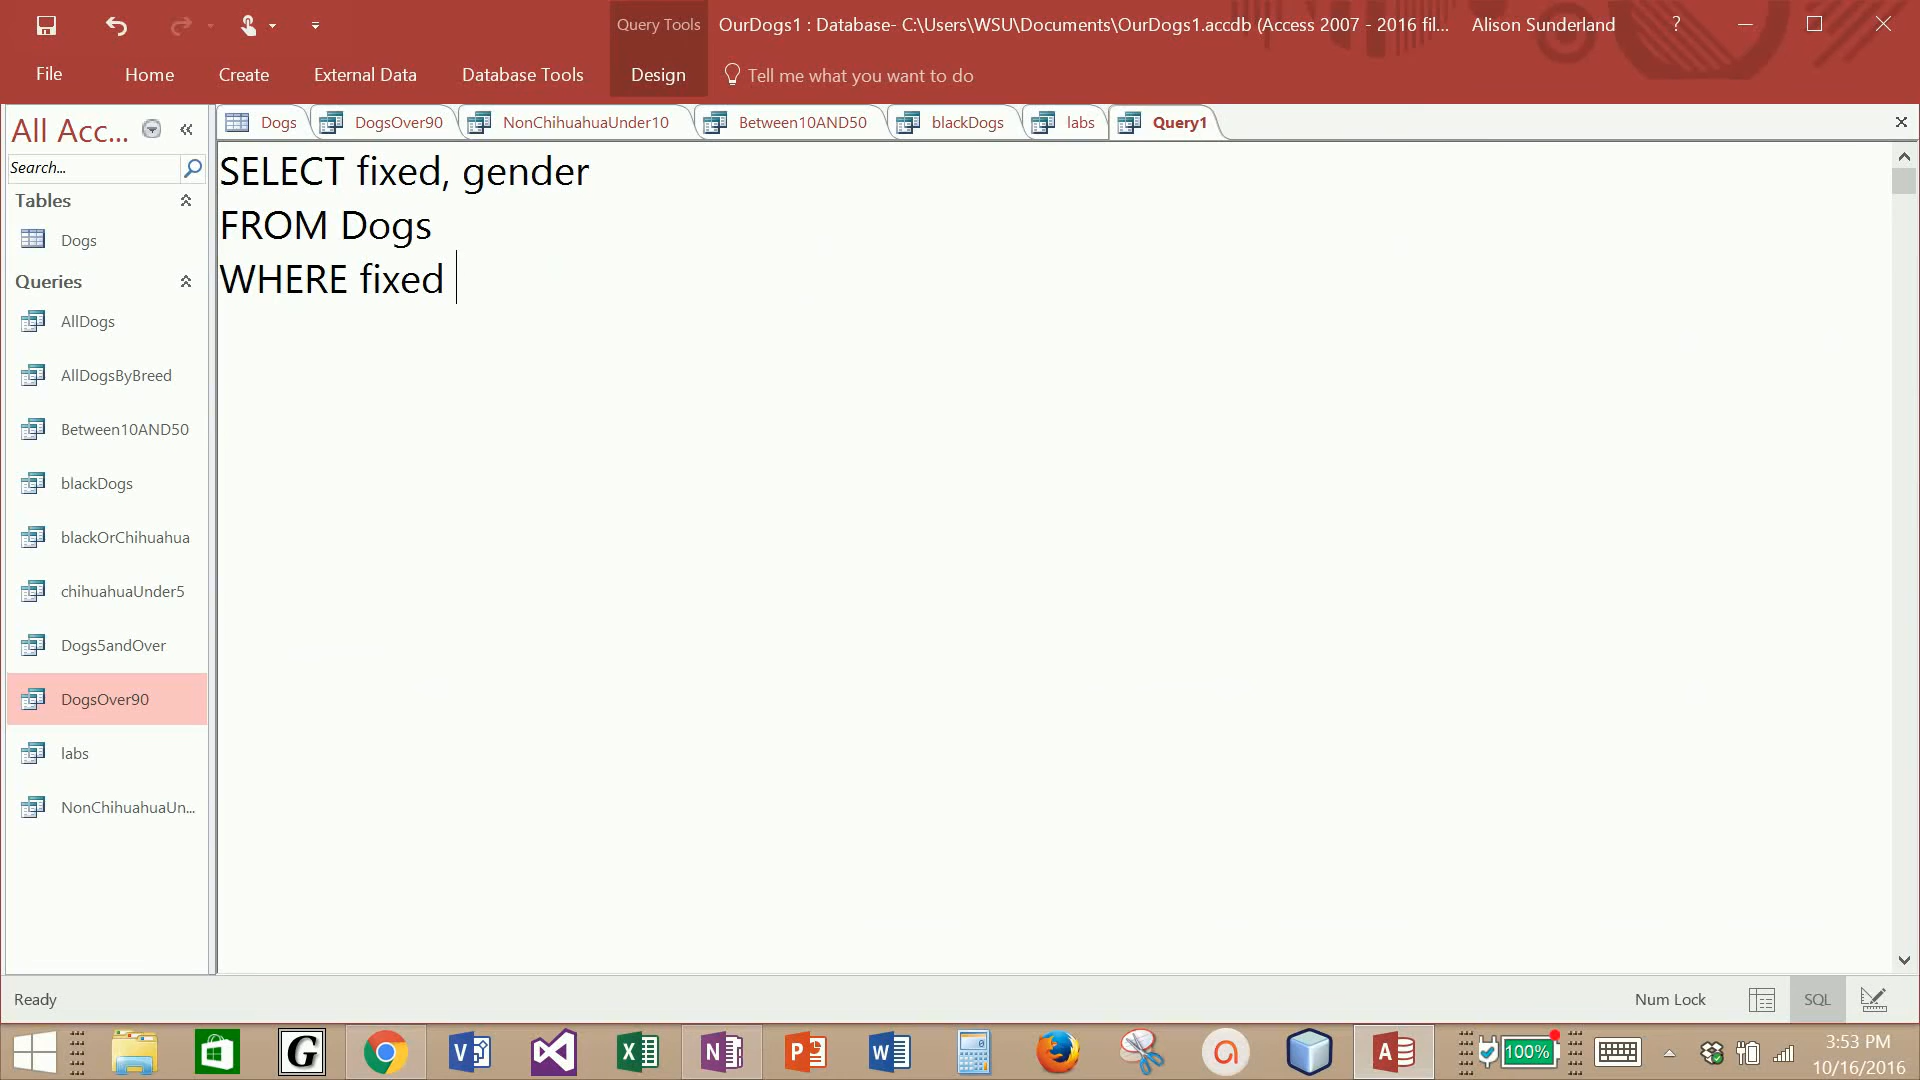 Query Tools
OurDogs1 : Database- C:\Users\WSU\Documents\OurDogs1.accdb (Access 2007 - 2016 fil...
Alison Sunderland
?
File
Home
Create
External Data
Database Tools
Design
Tell me what you want to do
All Acc...
Dogs
DogsOver90
NonChihuahuaUnder10
Between10AND50
blackDogs
labs
Query1
Search...
Tables
Dogs
Queries
AllDogs
AllDogsByBreed
Between10AND50
blackDogs
blackOrChihuahua
chihuahuaUnder5
Dogs5andOver
DogsOver90
labs
NonChihuahuaUn...
SELECT fixed, gender
FROM Dogs
WHERE fixed
Ready
Num Lock
SQL
G
100%
3:53 PM
10/16/2016